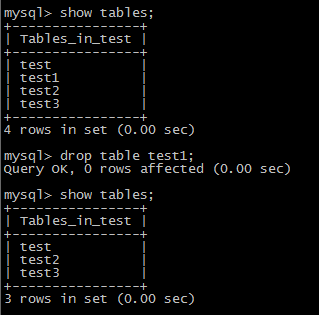 mysql> show tables;
+----------------+
| Tables_in_test |
+----------------+
| test           |
| test1          |
| test2          |
| test3          |
+----------------+
4 rows in set (0.00 sec)
mysql> drop table test1;
Query OK, 0 rows affected (0.00 sec)
mysql> show tables;
+----------------+
| Tables_in_test |
+----------------+
| test           |
| test2          |
| test3          |
+----------------+
3 rows in set (0.00 sec)